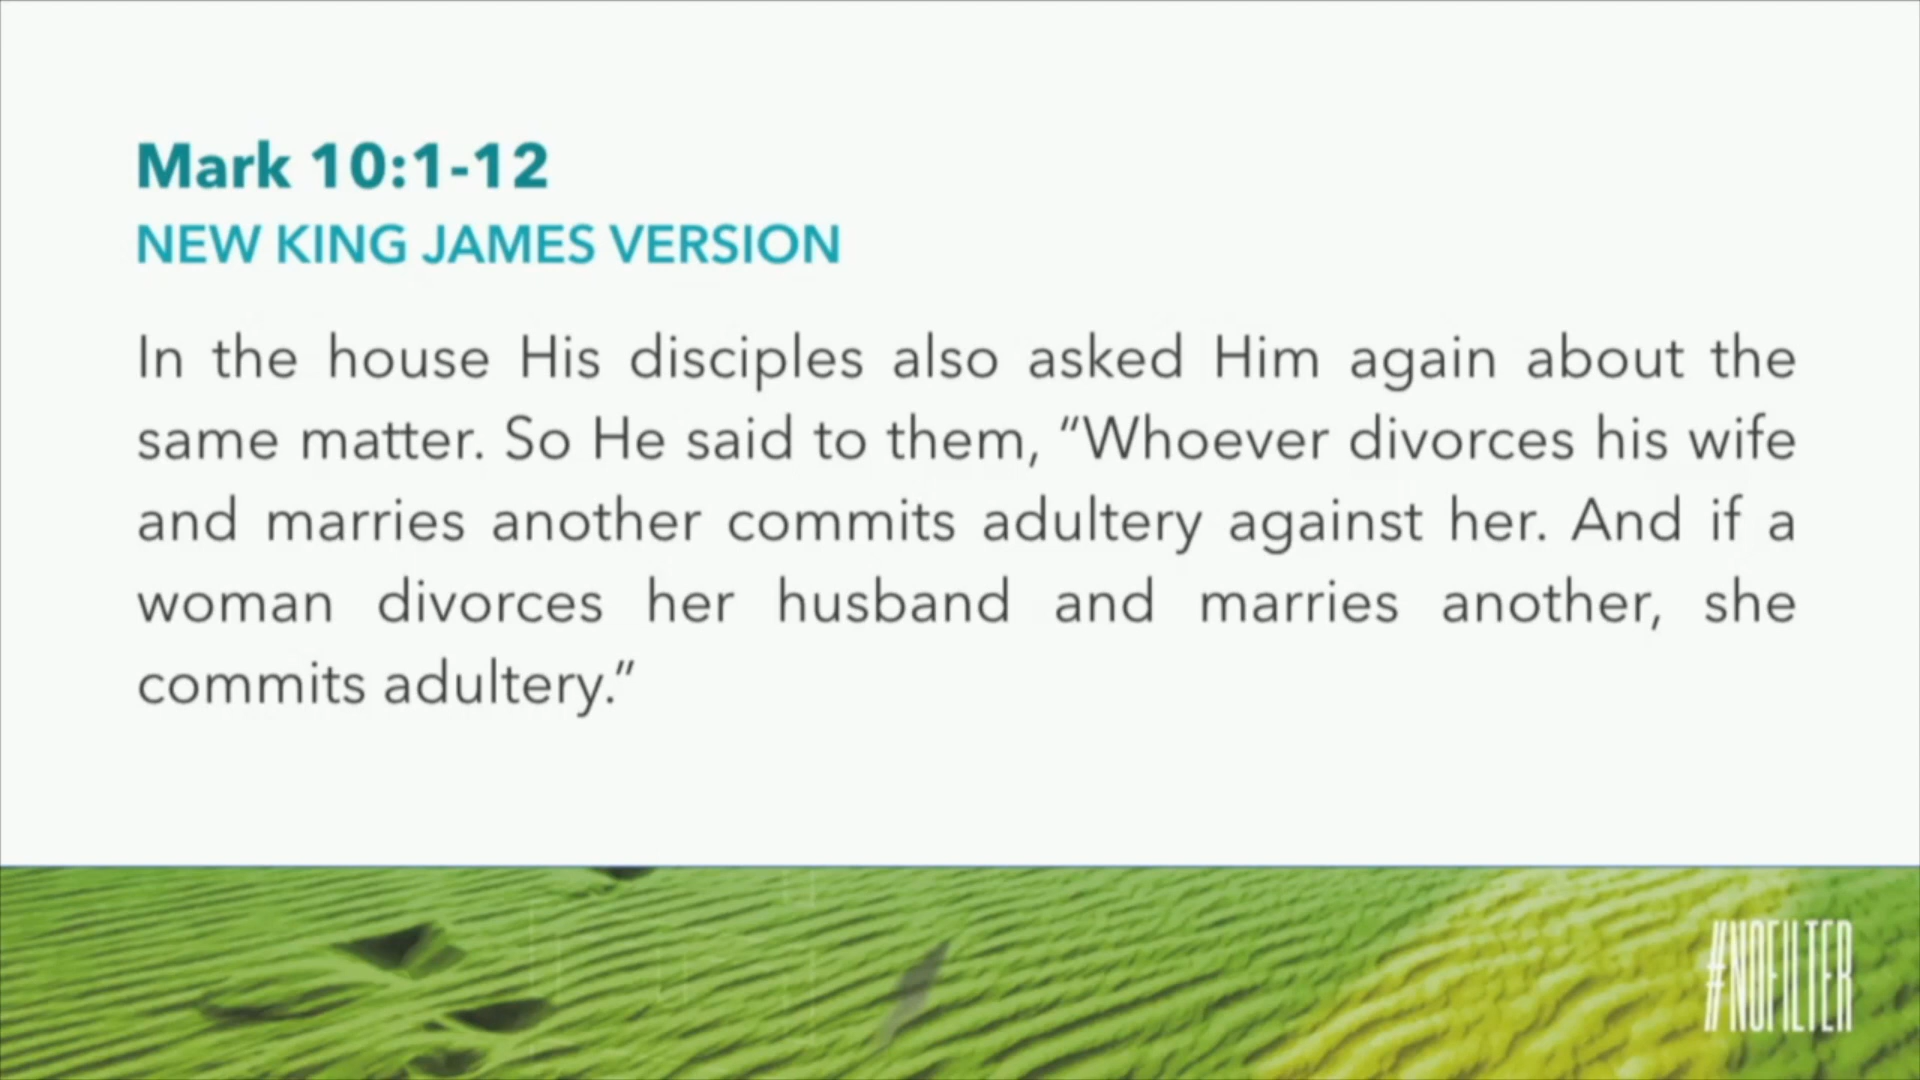 Mark 10:1-12
NEW KING JAMES VERSION
In the house His disciples also asked Him again about the
same matter. So He said to them, “Whoever divorces his wife
and marries another commits adultery against her. And if a
woman divorces her husband and marries another, she
commits adultery.”
#NOFILTER